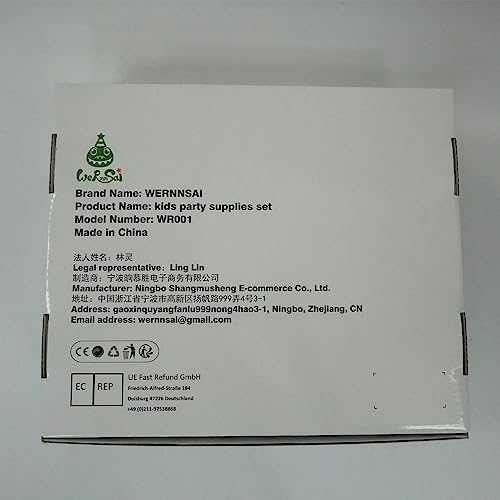 WeRnnSai
Brand Name: WERNNSAI
Product Name: kids party supplies set
Model Number: WR001
Made in China
法人姓名: 林灵
Legal representative: Ling Lin
制造商: 宁波晌慕胜电子商务有限公司
Manufacturer: Ningbo Shangmusheng E-commerce Co., Ltd.
地址: 中国浙江省宁波市高新区扬帆路999弄4号3-1
Address: gaoxinquyangfanlu999nong4hao3-1, Ningbo, Zhejiang, CN
Email address: wernnsai@gmail.com
CE
EC REP
UE Fast Refund GmbH
Friedrich-Alfred-Straße 184
Duisburg 47226 Deutschland
+49 (0)211-97538868